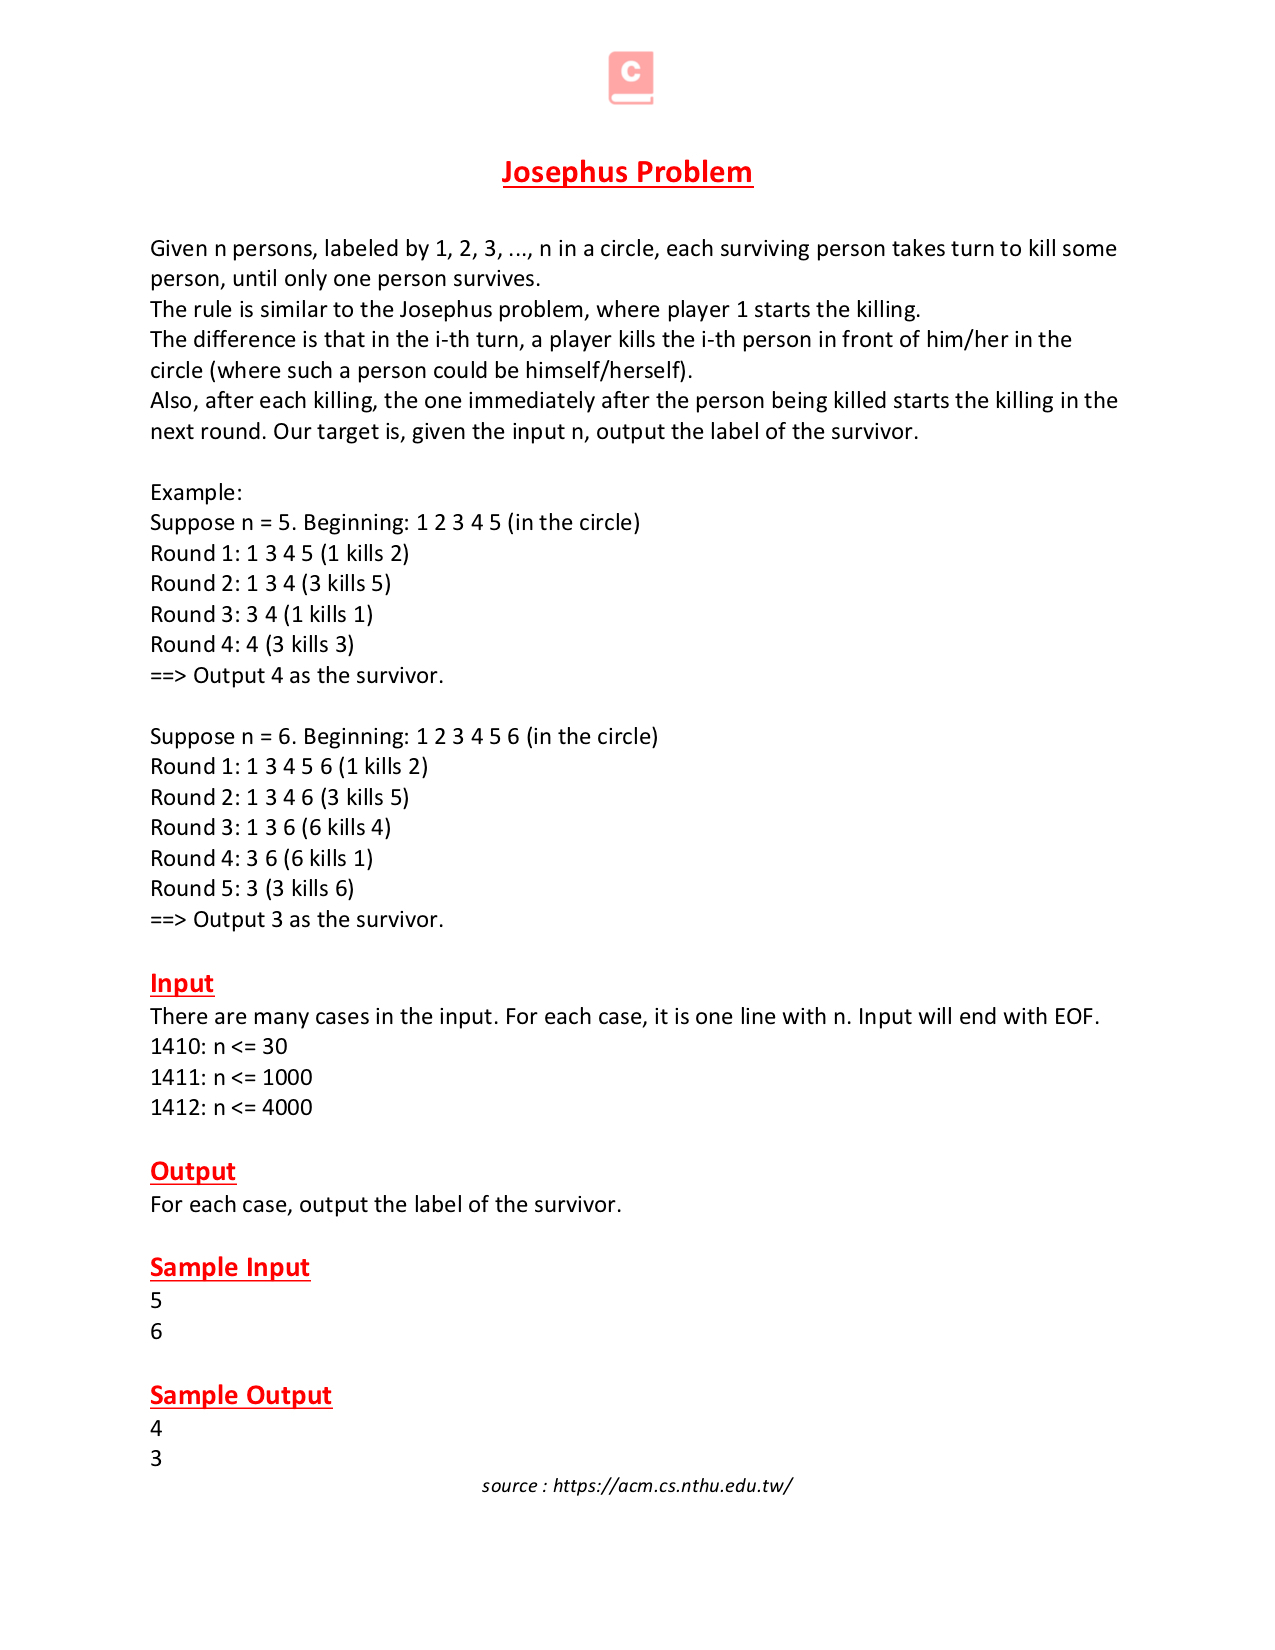 C
Josephus Problem
Given n persons, labeled by 1, 2, 3, ..., n in a circle, each surviving person takes turn to kill some
person, until only one person survives.
The rule is similar to the Josephus problem, where player 1 starts the killing.
The difference is that in the i-th turn, a player kills the i-th person in front of him/her in the
circle (where such a person could be himself/herself).
Also, after each killing, the one immediately after the person being killed starts the killing in the
next round. Our target is, given the input n, output the label of the survivor.
Example:
Suppose n = 5. Beginning: 1 2 3 4 5 (in the circle)
Round 1: 1 3 4 5 (1 kills 2)
Round 2: 1 3 4 (3 kills 5)
Round 3: 3 4 (1 kills 1)
Round 4: 4 (3 kills 3)
==> Output 4 as the survivor.
Suppose n = 6. Beginning: 1 2 3 4 5 6 (in the circle)
Round 1: 1 3 4 5 6 (1 kills 2)
Round 2: 1 3 4 6 (3 kills 5)
Round 3: 1 3 6 (6 kills 4)
Round 4: 3 6 (6 kills 1)
Round 5: 3 (3 kills 6)
==> Output 3 as the survivor.
Input
There are many cases in the input. For each case, it is one line with n. Input will end with EOF.
1410: n <= 30
1411: n <= 1000
1412: n <= 4000
Output
For each case, output the label of the survivor.
Sample Input
5
6
Sample Output
4
3
source : https://acm.cs.nthu.edu.tw/